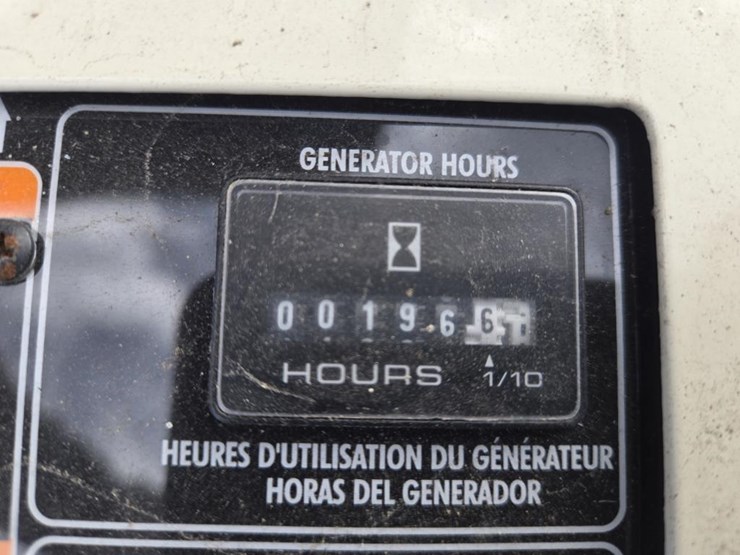 GENERATOR HOURS
001966
HOURS 1/10
HEURES D'UTILISATION DU GÉNÉRATEUR
HORAS DEL GENERADOR